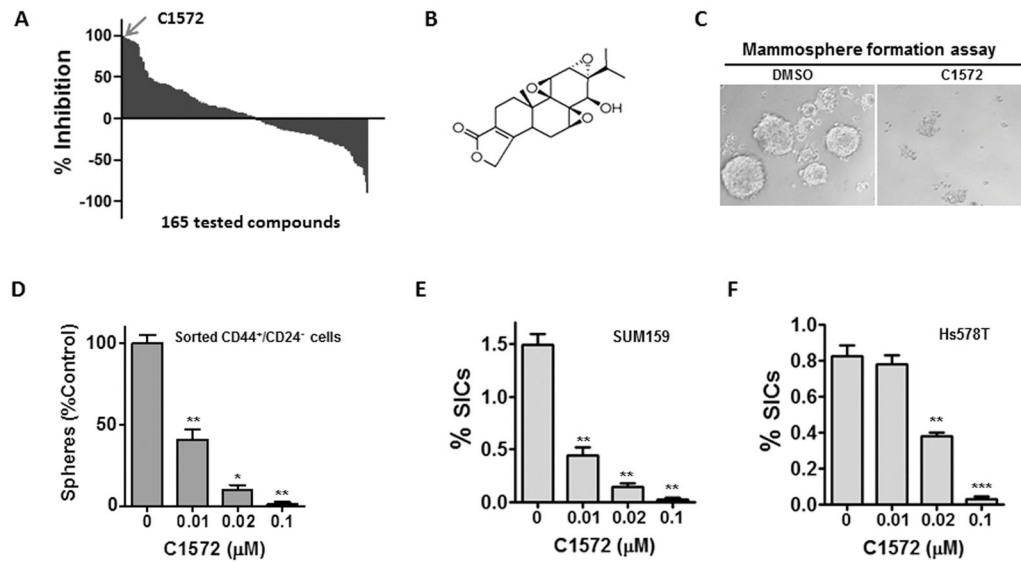 A
C1572
% Inhibition
100
50
0
-50
-100
165 tested compounds
B
O
O
O
OH
O
O
C
Mammosphere formation assay
DMSO
C1572
D
Spheres (%Control)
100
50
0
Sorted CD44⁺/CD24⁻ cells
**
*
**
0 0.01 0.02 0.1
C1572 (µM)
E
% SICs
1.5
1.0
0.5
0.0
SUM159
**
**
**
0 0.01 0.02 0.1
C1572 (µM)
F
% SICs
1.0
0.8
0.6
0.4
0.2
0.0
Hs578T
**
***
0 0.01 0.02 0.1
C1572 (µM)